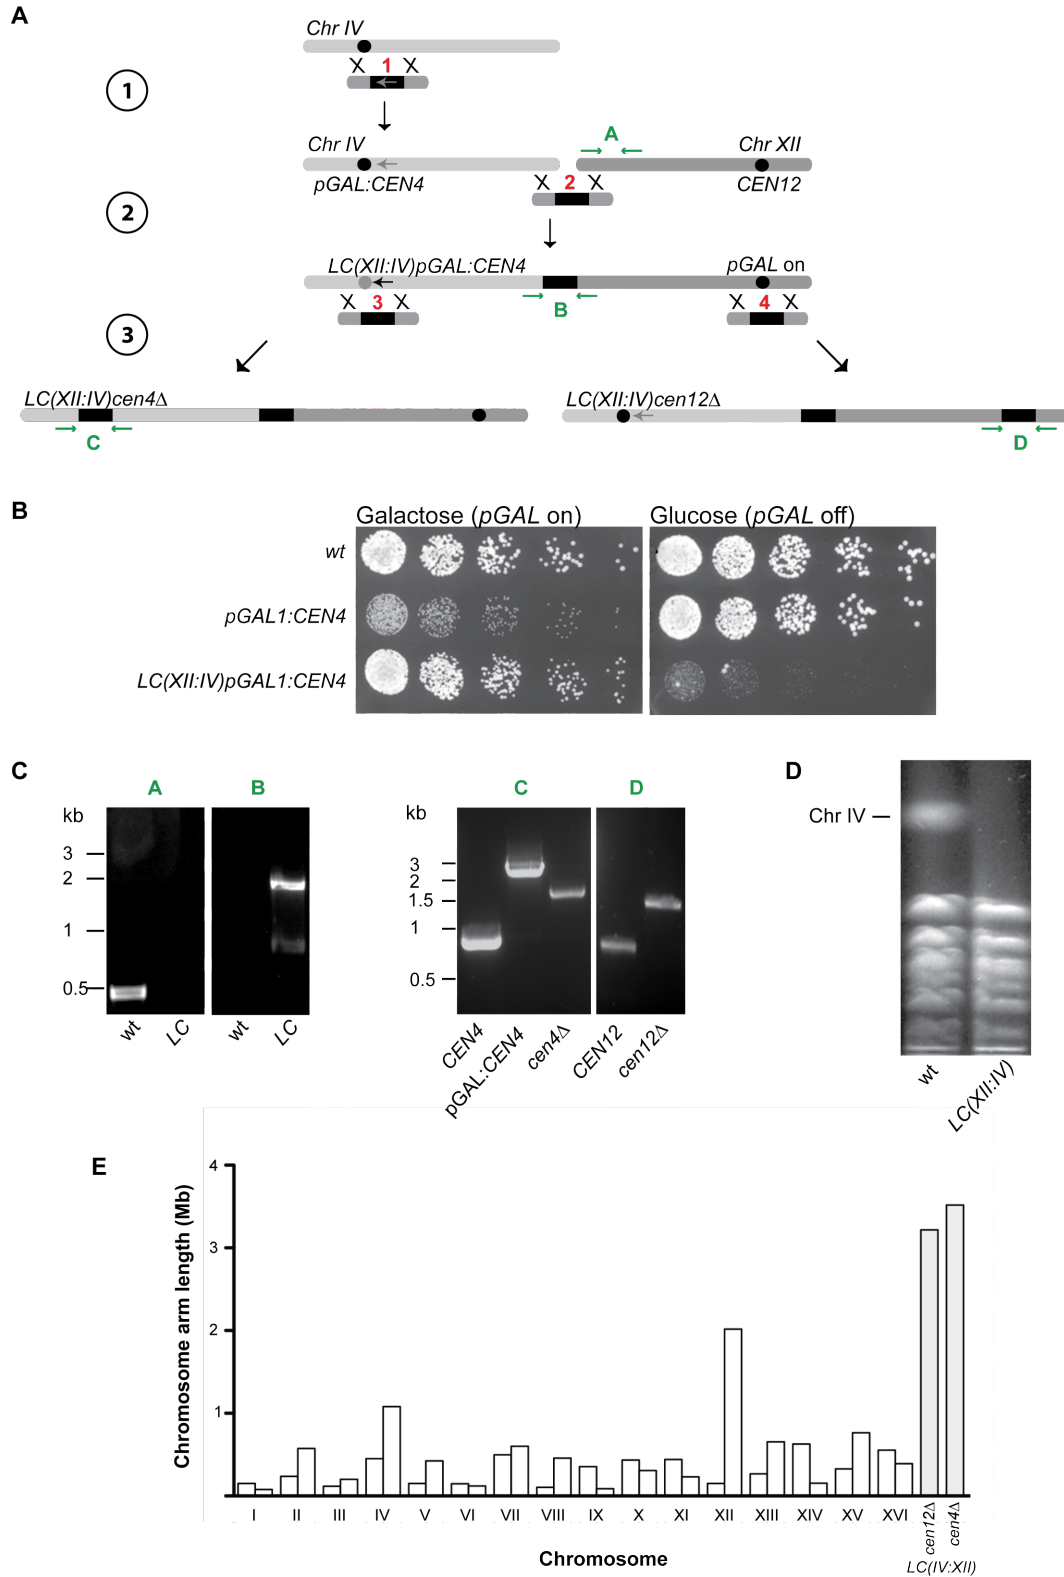 A
Chr IV
X 1 X
1
A
Chr IV
Chr XII
pGAL:CEN4
CEN12
X 2 X
2
LC(XII:IV)pGAL:CEN4
pGAL on
B
X 3 X
X 4 X
3
LC(XII:IV)cen4Δ
LC(XII:IV)cen12Δ
C
D
B
Galactose (pGAL on)
Glucose (pGAL off)
wt
pGAL1:CEN4
LC(XII:IV)pGAL1:CEN4
C
A
B
kb
3
2
1
0.5
wt
LC
wt
LC
C
D
kb
3
2
1.5
1
0.5
CEN4
pGAL:CEN4
cen4Δ
CEN12
cen12Δ
D
Chr IV
wt
LC(XII:IV)
E
Chromosome arm length (Mb)
4
3
2
1
I II III IV V VI VII VIII IX X XI XII XIII XIV XV XVI
cen12Δ
cen4Δ
LC(IV:XII)
Chromosome